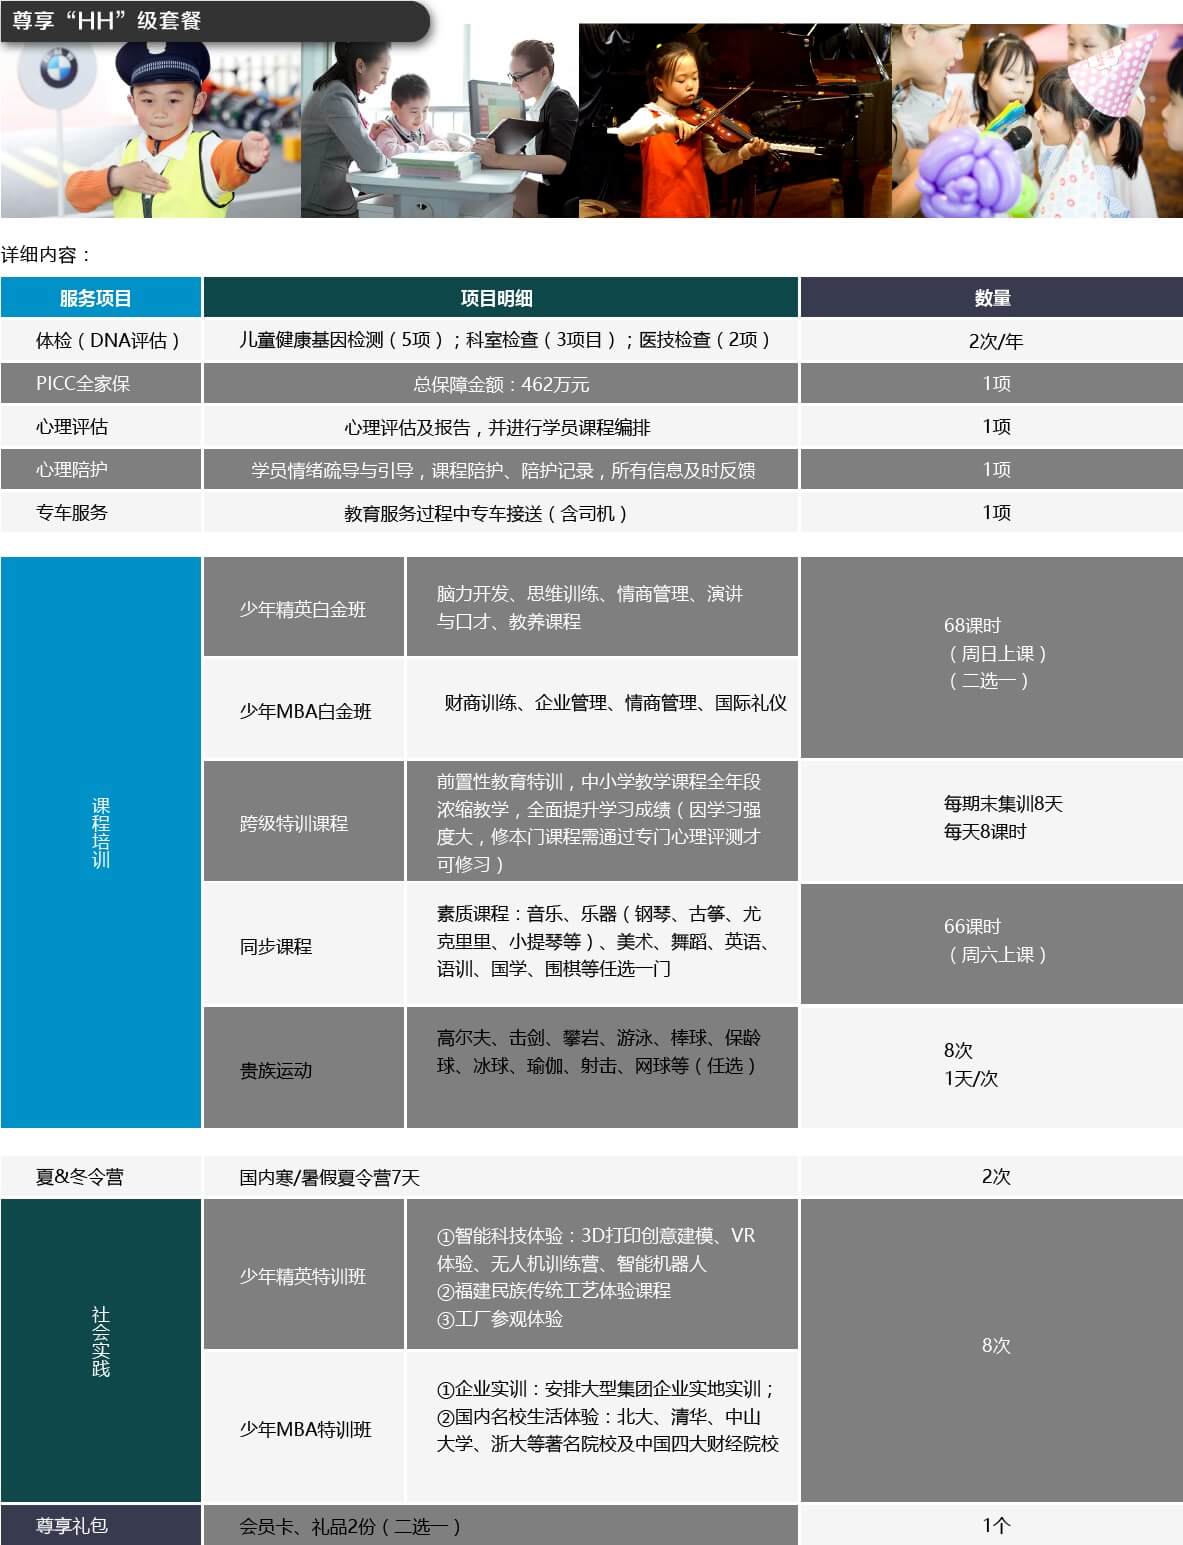 尊享“HH”级套餐
详细内容：
服务项目 项目明细 数量
体检（DNA评估） 儿童健康基因检测（5项）；科室检查（3项目）；医技检查（2项） 2次/年
PICC全家保 总保障金额：462万元 1项
心理评估 心理评估及报告，并进行学员课程编排 1项
心理陪护 学员情绪疏导与引导，课程陪护、陪护记录，所有信息及时反馈 1项
专车服务 教育服务过程中专车接送（含司机） 1项
课程培训
少年精英白金班
脑力开发、思维训练、情商管理、演讲
与口才、教养课程
68课时
（周日上课）
（二选一）
少年MBA白金班
财商训练、企业管理、情商管理、国际礼仪
跨级特训课程
前置性教育特训，中小学教学课程全年段
浓缩教学，全面提升学习成绩（因学习强
度大，修本门课程需通过专门心理评测才
可修习）
每期末集训8天
每天8课时
同步课程
素质课程：音乐、乐器（钢琴、古筝、尤
克里里、小提琴等）、美术、舞蹈、英语、
语训、国学、围棋等任选一门
66课时
（周六上课）
贵族运动
高尔夫、击剑、攀岩、游泳、棒球、保龄
球、冰球、瑜伽、射击、网球等（任选）
8次
1天/次
夏&冬令营 国内寒/暑假夏令营7天 2次
社会实践
少年精英特训班
①智能科技体验：3D打印创意建模、VR
体验、无人机训练营、智能机器人
②福建民族传统工艺体验课程
③工厂参观体验
8次
少年MBA特训班
①企业实训：安排大型集团企业实地实训；
②国内名校生活体验：北大、清华、中山
大学、浙大等著名院校及中国四大财经院校
尊享礼包 会员卡、礼品2份（二选一） 1个